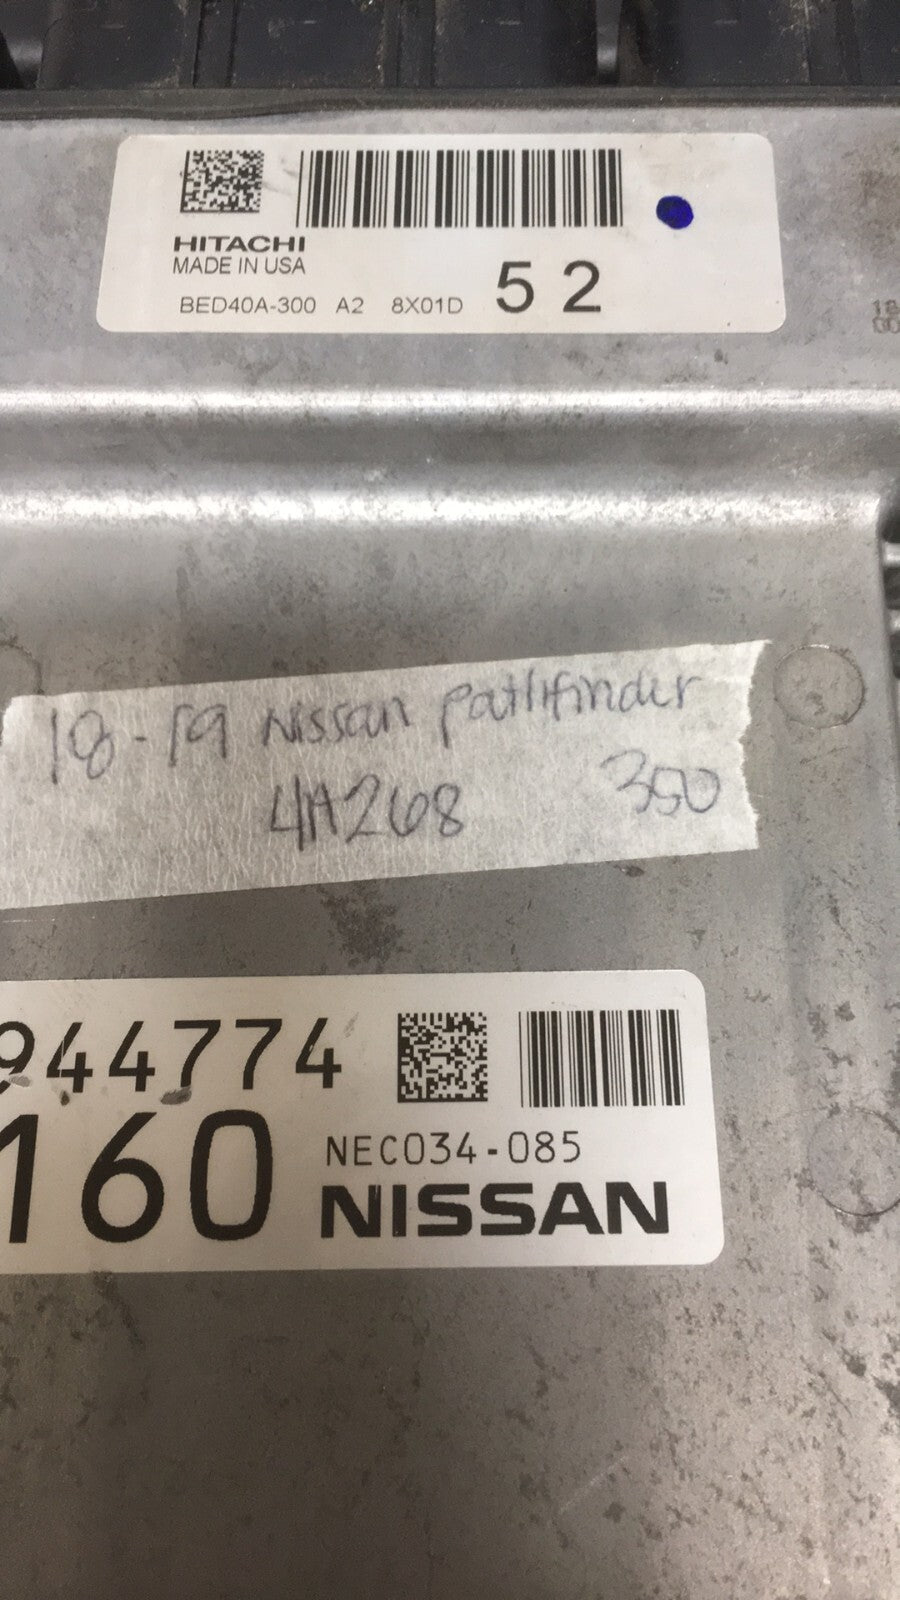 HITACHI
MADE IN USA
BED40A-300 A2 8X01D 52
18-19 Nissan pathfinder
4A268 350
944774
160 NEC034-085
NISSAN